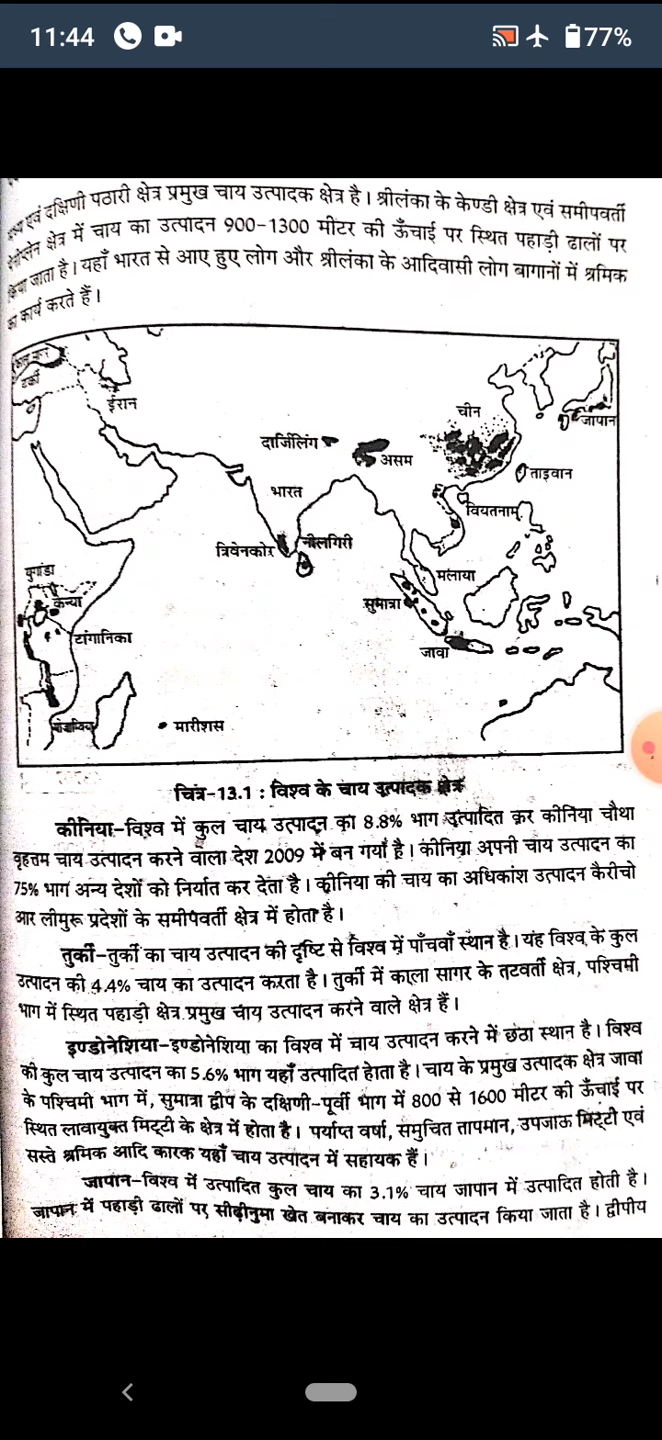 11:44
77%
एवं दक्षिणी पठारी क्षेत्र प्रमुख चाय उत्पादक क्षेत्र है। श्रीलंका के केण्डी क्षेत्र एवं समीपवर्ती
क्षेत्र में चाय का उत्पादन 900-1300 मीटर की ऊँचाई पर स्थित पहाड़ी ढालों पर
किया जाता है। यहाँ भारत से आए हुए लोग और श्रीलंका के आदिवासी लोग बागानों में श्रमिक
का कार्य करते हैं।
टर्की
ईरान
चीन
जापान
दार्जिलिंग
असम
ताइवान
भारत
वियतनाम
त्रिवेनकोर
नीलगिरी
युगांडा
मलाया
केन्या
सुमात्रा
टांगानिका
जावा
मारीशस
चित्र-13.1 : विश्व के चाय उत्पादक क्षेत्र
कीनिया-विश्व में कुल चाय उत्पादन का 8.8% भाग उत्पादित कर कीनिया चौथा
वृहत्तम चाय उत्पादन करने वाला देश 2009 में बन गया है। कीनिया अपनी चाय उत्पादन का
75% भाग अन्य देशों को निर्यात कर देता है। कीनिया की चाय का अधिकांश उत्पादन कैरीचो
आर लीमुरू प्रदेशों के समीपवर्ती क्षेत्र में होता है।
तुर्की-तुर्की का चाय उत्पादन की दृष्टि से विश्व में पाँचवाँ स्थान है। यह विश्व के कुल
उत्पादन की 4.4% चाय का उत्पादन करता है। तुर्की में काला सागर के तटवर्ती क्षेत्र, पश्चिमी
भाग में स्थित पहाड़ी क्षेत्र प्रमुख चाय उत्पादन करने वाले क्षेत्र हैं।
इण्डोनेशिया-इण्डोनेशिया का विश्व में चाय उत्पादन करने में छठा स्थान है। विश्व
की कुल चाय उत्पादन का 5.6% भाग यहाँ उत्पादित होता है। चाय के प्रमुख उत्पादक क्षेत्र जावा
के पश्चिमी भाग में, सुमात्रा द्वीप के दक्षिणी-पूर्वी भाग में 800 से 1600 मीटर की ऊँचाई पर
स्थित लावायुक्त मिट्टी के क्षेत्र में होता है। पर्याप्त वर्षा, समुचित तापमान, उपजाऊ मिट्टी एवं
सस्ते श्रमिक आदि कारक यहाँ चाय उत्पादन में सहायक हैं।
जापान-विश्व में उत्पादित कुल चाय का 3.1% चाय जापान में उत्पादित होती है।
जापान में पहाड़ी ढालों पर सीढ़ीनुमा खेत बनाकर चाय का उत्पादन किया जाता है। द्वीपीय